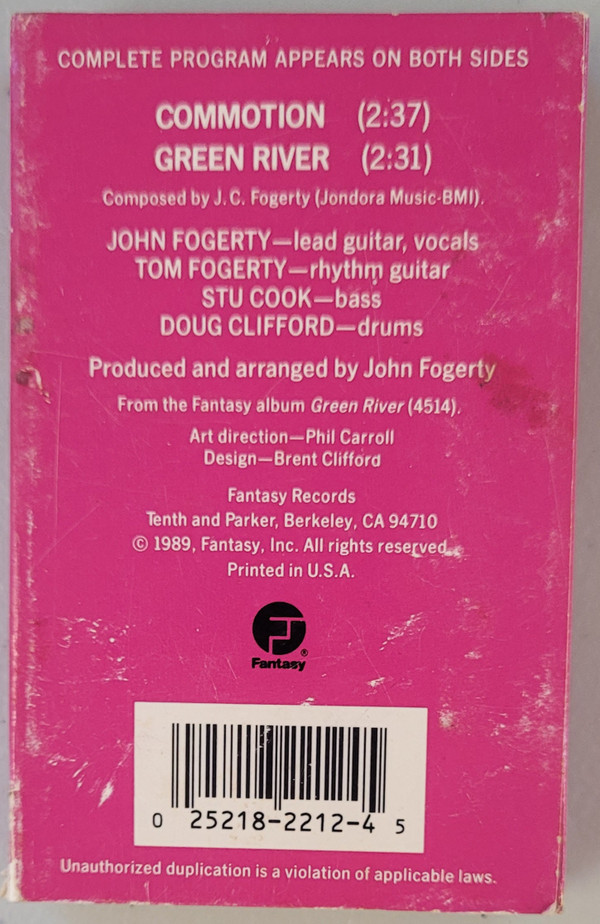 COMPLETE PROGRAM APPEARS ON BOTH SIDES
COMMOTION (2:37)
GREEN RIVER (2:31)
Composed by J. C. Fogerty (Jondora Music-BMI).
JOHN FOGERTY—lead guitar, vocals
TOM FOGERTY—rhythm guitar
STU COOK—bass
DOUG CLIFFORD—drums
Produced and arranged by John Fogerty
From the Fantasy album Green River (4514).
Art direction—Phil Carroll
Design—Brent Clifford
Fantasy Records
Tenth and Parker, Berkeley, CA 94710
© 1989, Fantasy, Inc. All rights reserved.
Printed in U.S.A.
FJ
Fantasy®
0 25218-2212-4 5
Unauthorized duplication is a violation of applicable laws.